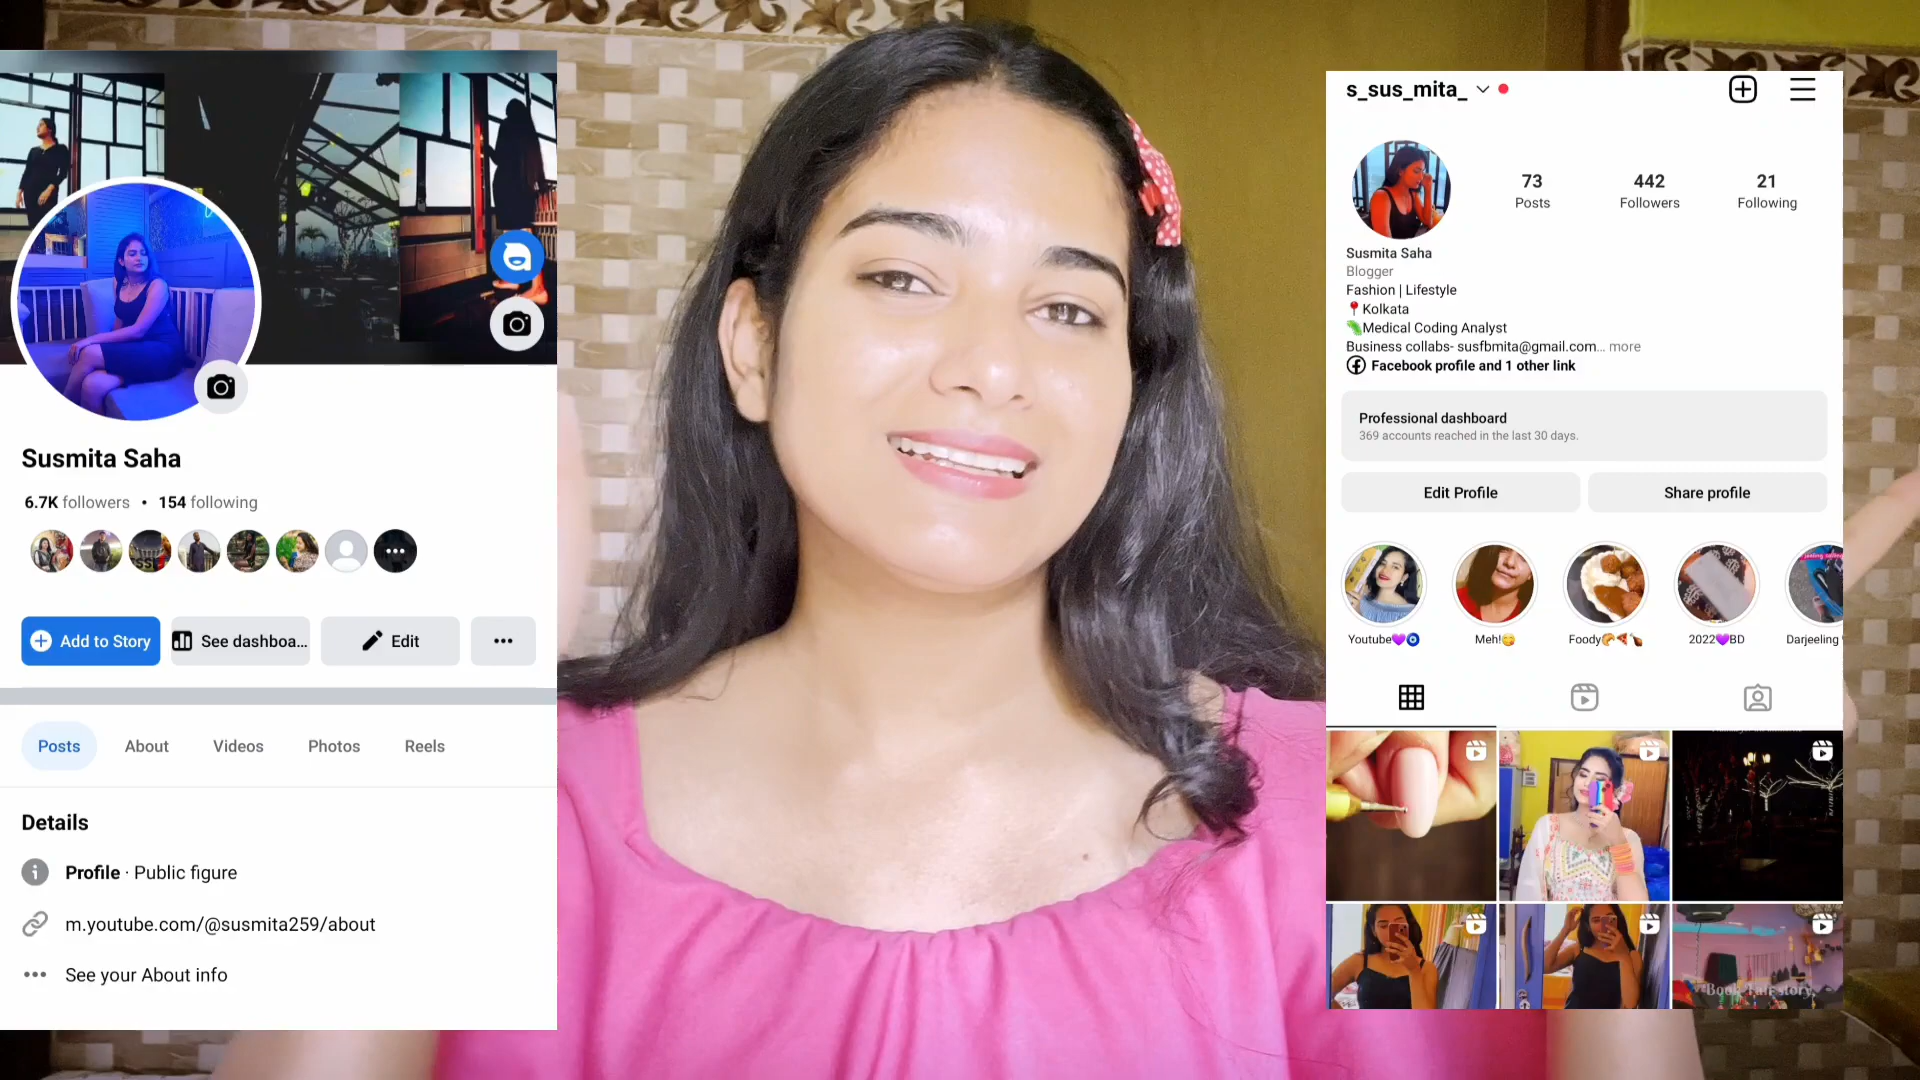 Susmita Saha
6.7K followers • 154 following
Add to Story
See dashboa...
Edit
Posts
About
Videos
Photos
Reels
Details
Profile · Public figure
m.youtube.com/@susmita259/about
See your About info
s_sus_mita_
73
Posts
442
Followers
21
Following
Susmita Saha
Blogger
Fashion | Lifestyle
📍Kolkata
🦠Medical Coding Analyst
Business collabs- susfbmita@gmail.com... more
Facebook profile and 1 other link
Professional dashboard
369 accounts reached in the last 30 days.
Edit Profile
Share profile
Youtube💜🧿
Meh!😋
Foody🥐🍕🍗
2022💜BD
Darjeeling